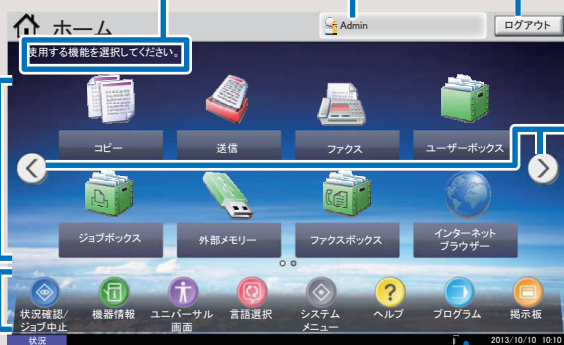 ホーム
Admin
ログアウト
使用する機能を選択してください。
コピー
送信
ファクス
ユーザーボックス
ジョブボックス
外部メモリー
ファクスボックス
インターネット
ブラウザー
状況確認/
ジョブ中止
機器情報
ユニバーサル
画面
言語選択
システム
メニュー
ヘルプ
プログラム
掲示板
状況
2013/10/10 10:10